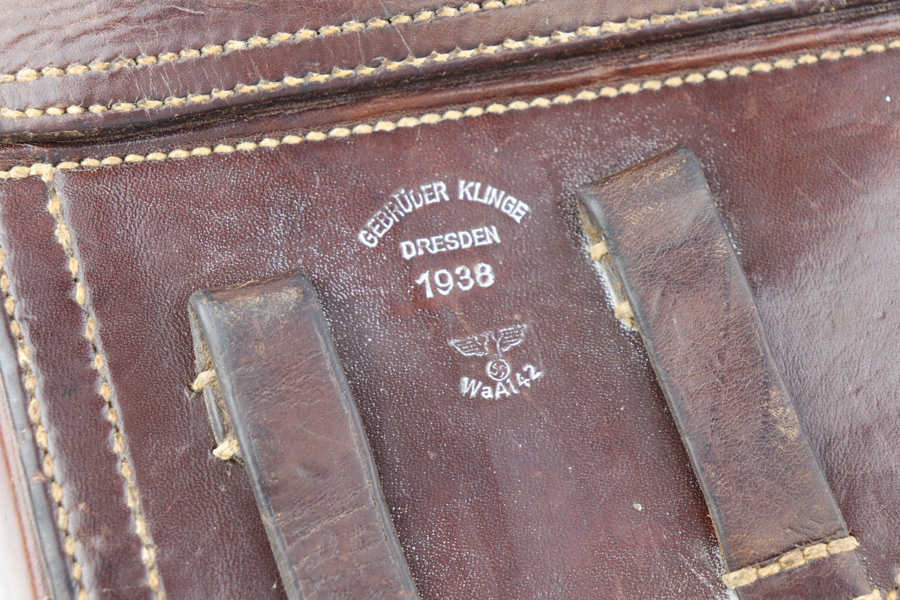 GEBRÜDER KLINGE
DRESDEN
1938
WaA142